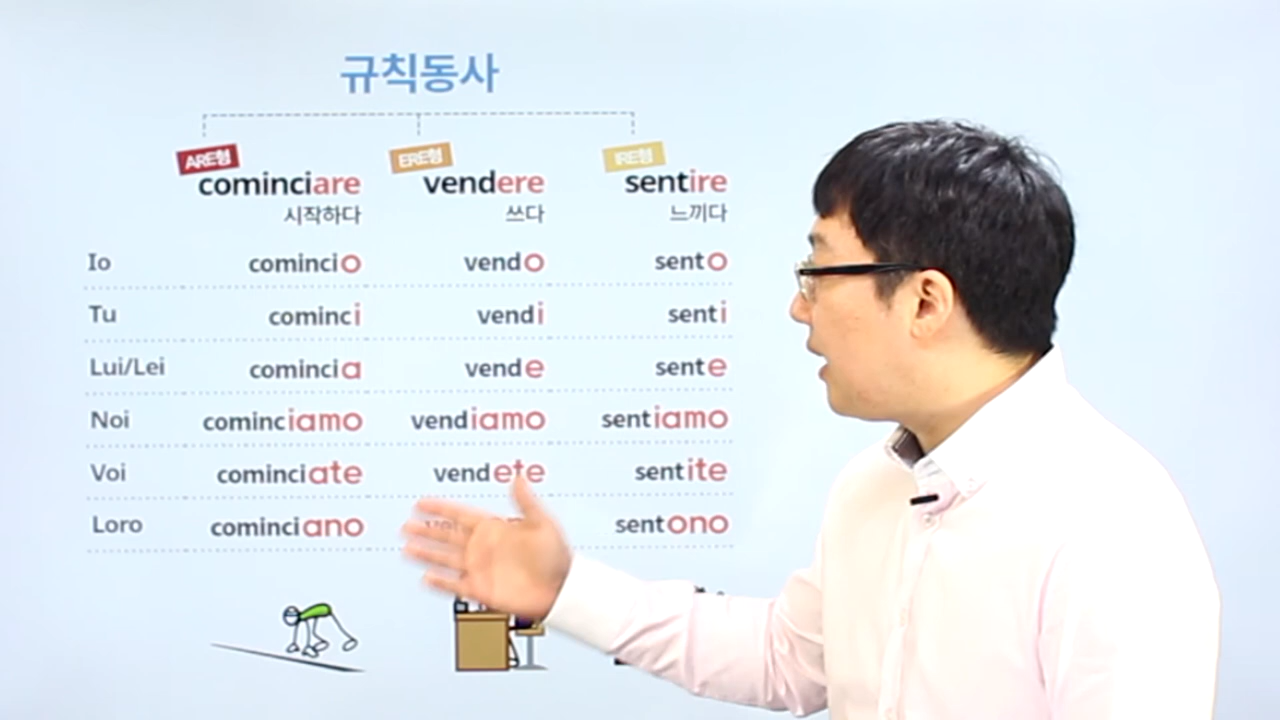 규칙동사
ARE형 ERE형 IRE형
cominciare vendere sentire
시작하다 쓰다 느끼다
Io comincio vendo sento
Tu cominci vendi senti
Lui/Lei comincia vende sente
Noi cominciamo vendiamo sentiamo
Voi cominciate vendete sentite
Loro cominciano sentono